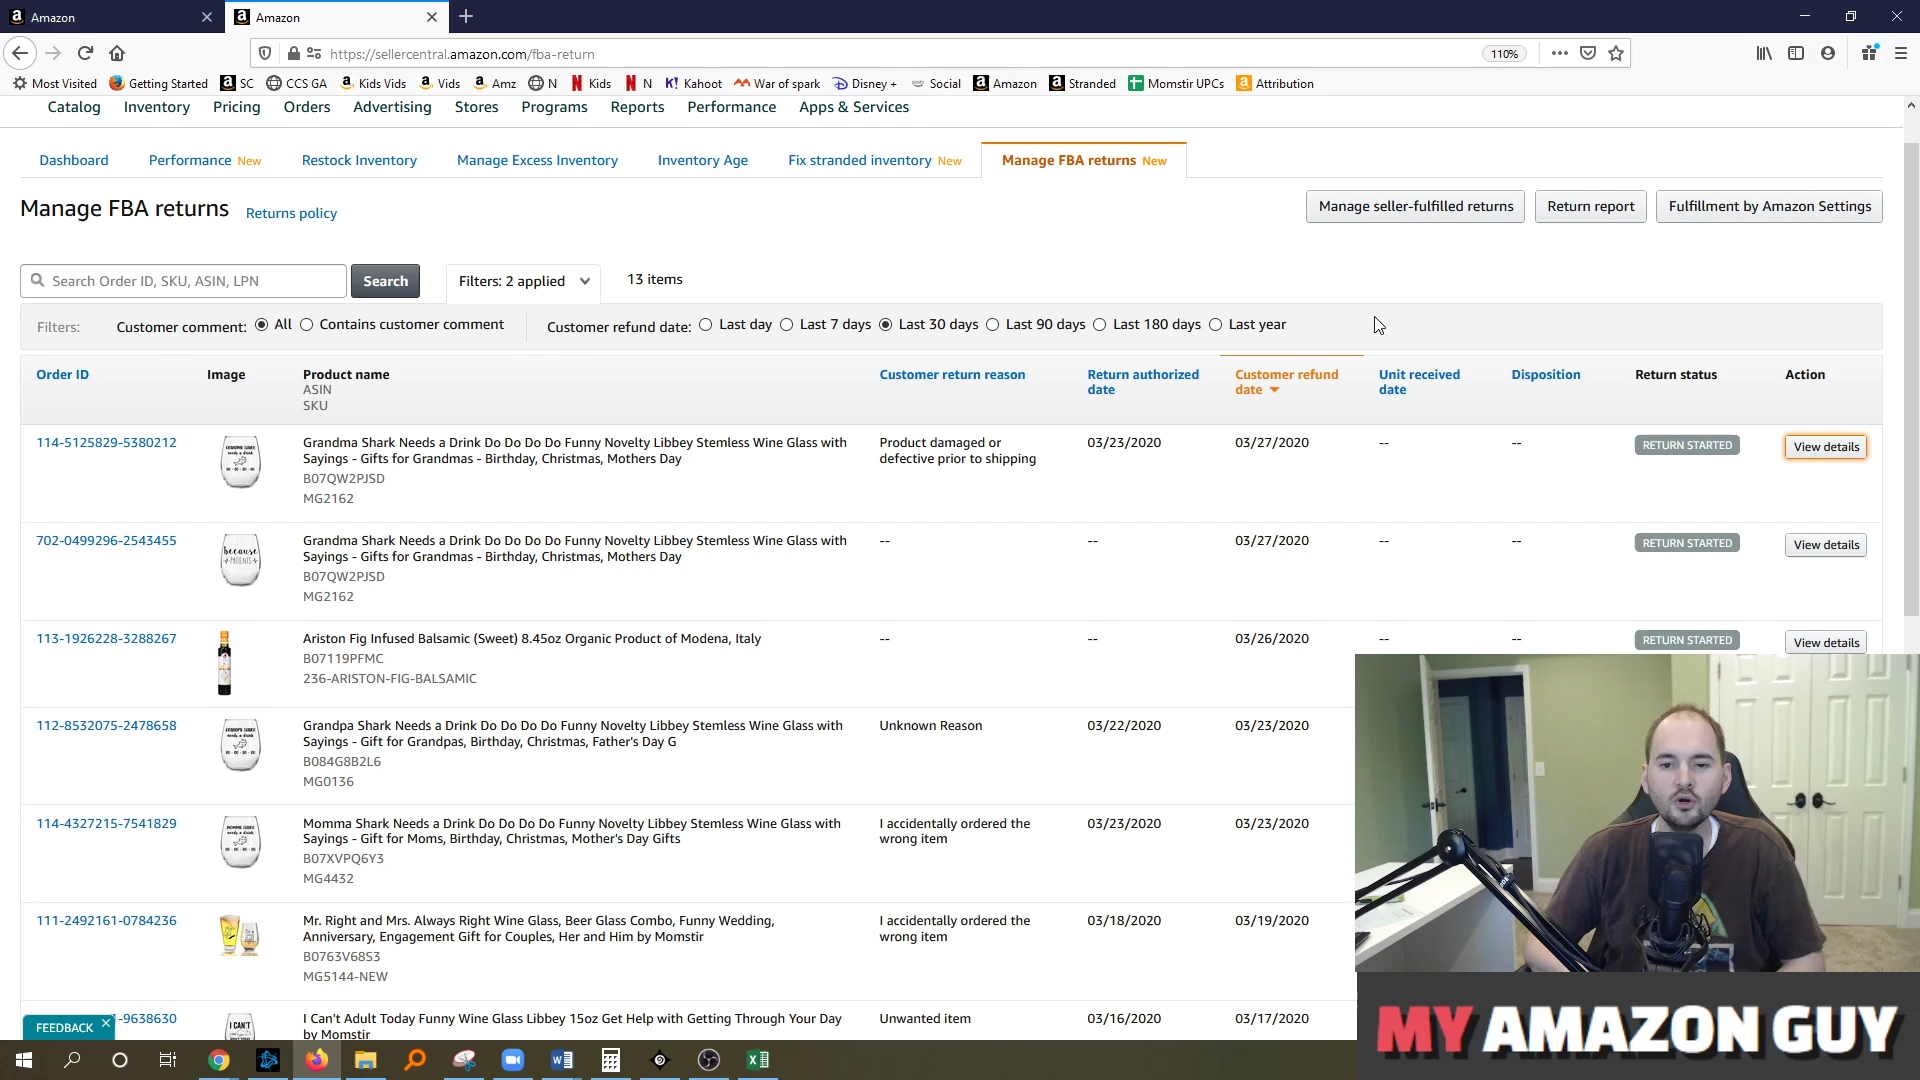 Amazon
Amazon
https://sellercentral.amazon.com/fba-return
110%
Most Visited Getting Started SC CCS GA Kids Vids Vids Amz N Kids N Kahoot War of spark Disney + Social Amazon Stranded Momstir UPCs Attribution
Catalog Inventory Pricing Orders Advertising Stores Programs Reports Performance Apps & Services
Dashboard Performance New Restock Inventory Manage Excess Inventory Inventory Age Fix stranded inventory New Manage FBA returns New
Manage FBA returns Returns policy Manage seller-fulfilled returns Return report Fulfillment by Amazon Settings
Search Order ID, SKU, ASIN, LPN Search Filters: 2 applied 13 items
Filters: Customer comment: All Contains customer comment Customer refund date: Last day Last 7 days Last 30 days Last 90 days Last 180 days Last year
Order ID Image Product name Customer return reason Return authorized Customer refund Unit received Disposition Return status Action
ASIN date date date
SKU
114-5125829-5380212 Grandma Shark Needs a Drink Do Do Do Do Funny Novelty Libbey Stemless Wine Glass with Product damaged or 03/23/2020 03/27/2020 -- -- RETURN STARTED View details
Sayings - Gifts for Grandmas - Birthday, Christmas, Mothers Day defective prior to shipping
B07QW2PJSD
MG2162
702-0499296-2543455 Grandma Shark Needs a Drink Do Do Do Do Funny Novelty Libbey Stemless Wine Glass with -- -- 03/27/2020 -- -- RETURN STARTED View details
because
PATIENTS
Sayings - Gifts for Grandmas - Birthday, Christmas, Mothers Day
B07QW2PJSD
MG2162
113-1926228-3288267 Ariston Fig Infused Balsamic (Sweet) 8.45oz Organic Product of Modena, Italy -- -- 03/26/2020 -- -- RETURN STARTED View details
B07119PFMC
236-ARISTON-FIG-BALSAMIC
112-8532075-2478658 Grandpa Shark Needs a Drink Do Do Do Do Funny Novelty Libbey Stemless Wine Glass with Unknown Reason 03/22/2020 03/23/2020
Sayings - Gift for Grandpas, Birthday, Christmas, Father's Day G
B084G8B2L6
MG0136
114-4327215-7541829 Momma Shark Needs a Drink Do Do Do Do Funny Novelty Libbey Stemless Wine Glass with I accidentally ordered the 03/23/2020 03/23/2020
Sayings - Gift for Moms, Birthday, Christmas, Mother's Day Gifts wrong item
B07XVPQ6Y3
MG4432
111-2492161-0784236 Mr. Right and Mrs. Always Right Wine Glass, Beer Glass Combo, Funny Wedding, I accidentally ordered the 03/18/2020 03/19/2020
Anniversary, Engagement Gift for Couples, Her and Him by Momstir wrong item
B0763V68S3
MG5144-NEW
-9638630 I CAN'T I Can't Adult Today Funny Wine Glass Libbey 15oz Get Help with Getting Through Your Day Unwanted item 03/16/2020 03/17/2020
by Momstir
FEEDBACK
MY AMAZON GUY